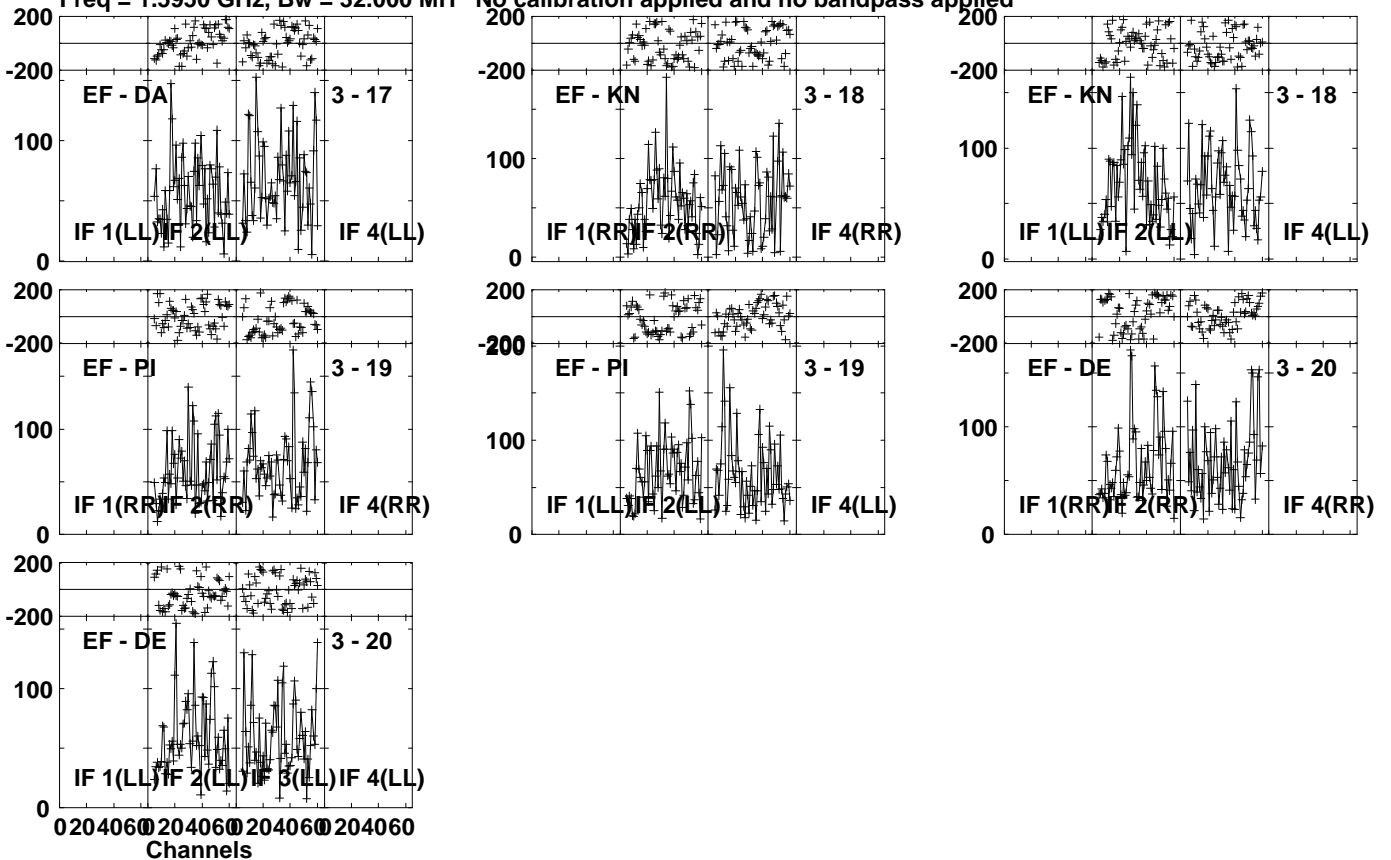 Freq = 1.5950 GHz, Bw = 32.000 MH No calibration applied and no bandpass applied
200
-200
EF - DA
3 - 17
100
IF 1(LL) IF 2(LL) IF 4(LL)
0
200
-200
EF - KN
3 - 18
100
IF 1(RR) IF 2(RR) IF 4(RR)
0
200
-200
EF - KN
3 - 18
100
IF 1(LL) IF 2(LL) IF 4(LL)
0
200
-200
EF - PI
3 - 19
100
IF 1(RR) IF 2(RR) IF 4(RR)
0
200
-200
200
EF - PI
3 - 19
100
IF 1(LL) IF 2(LL) IF 4(LL)
0
200
-200
EF - DE
3 - 20
100
IF 1(RR) IF 2(RR) IF 4(RR)
0
200
-200
EF - DE
3 - 20
100
IF 1(LL) IF 2(LL) IF 3(LL) IF 4(LL)
0
0 20 40 60 0 20 40 60 0 20 40 60 0 20 40 60
Channels